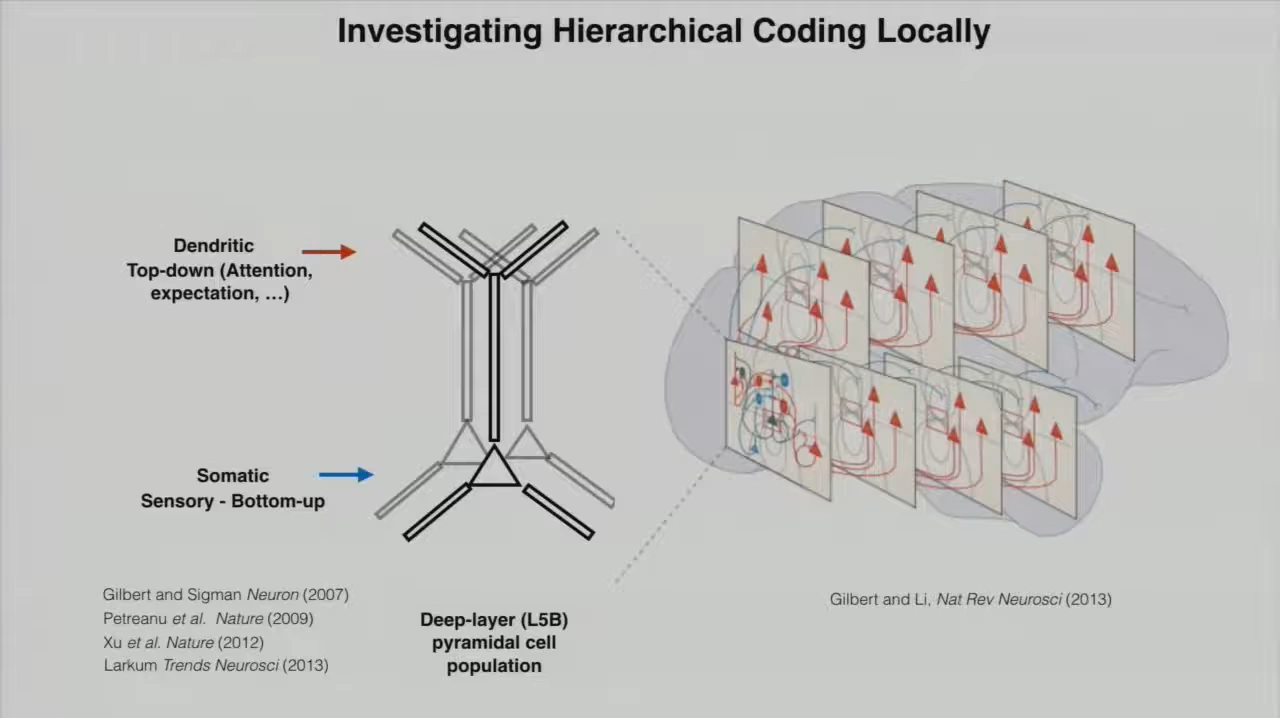 Investigating Hierarchical Coding Locally
Dendritic
Top-down (Attention,
expectation, ...)
Somatic
Sensory - Bottom-up
Gilbert and Sigman Neuron (2007)
Petreanu et al. Nature (2009)
Xu et al. Nature (2012)
Larkum Trends Neurosci (2013)
Deep-layer (L5B)
pyramidal cell
population
Gilbert and Li, Nat Rev Neurosci (2013)